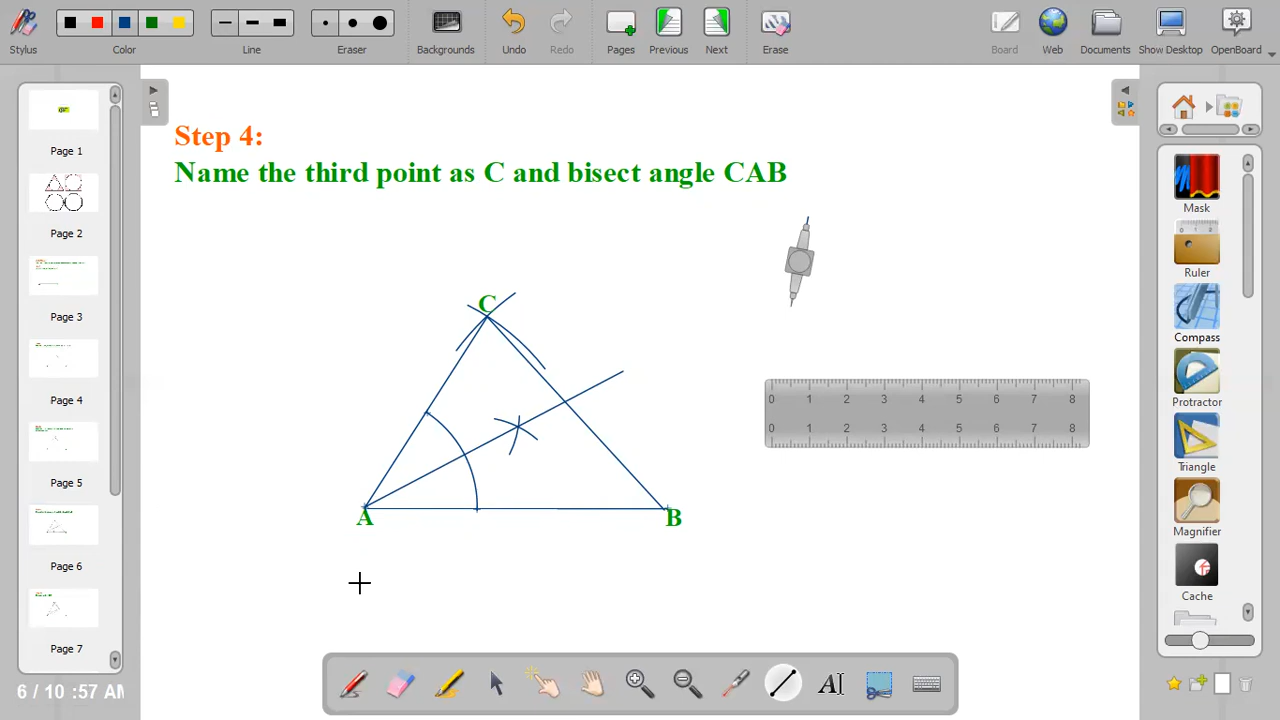 Stylus
Color
Line
Eraser
Backgrounds
Undo
Redo
Pages
Previous
Next
Erase
Board
Web
Documents
Show Desktop
OpenBoard
Page 1
Page 2
Page 3
Page 4
Page 5
Page 6
Page 7
6 / 10 :57 AM
Step 4:
Name the third point as C and bisect angle CAB
C
A
B
0 1 2 3 4 5 6 7 8
0 1 2 3 4 5 6 7 8
Mask
Ruler
Compass
Protractor
Triangle
Magnifier
Cache